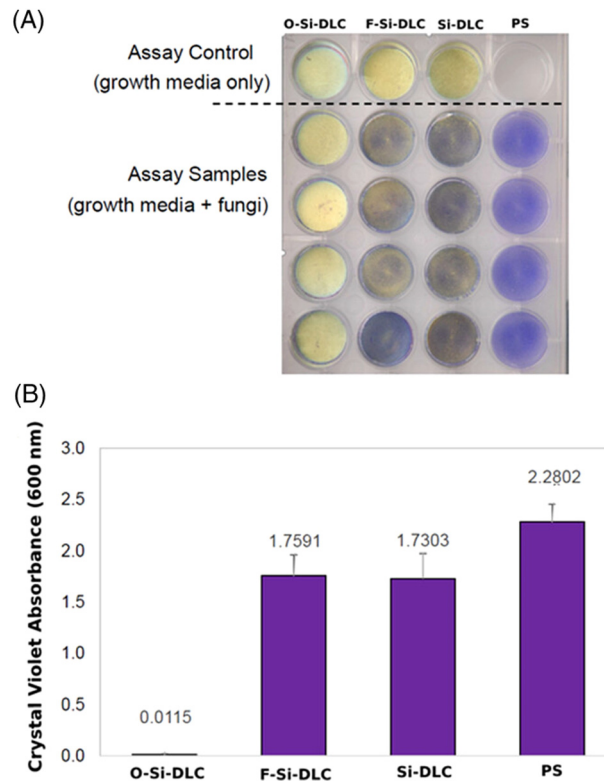 (A)
O-Si-DLC F-Si-DLC Si-DLC PS
Assay Control
(growth media only)
Assay Samples
(growth media + fungi)
(B)
Crystal Violet Absorbance (600 nm)
3.0
2.5
2.0
1.5
1.0
0.5
0.0
0.0115
1.7591
1.7303
2.2802
O-Si-DLC F-Si-DLC Si-DLC PS